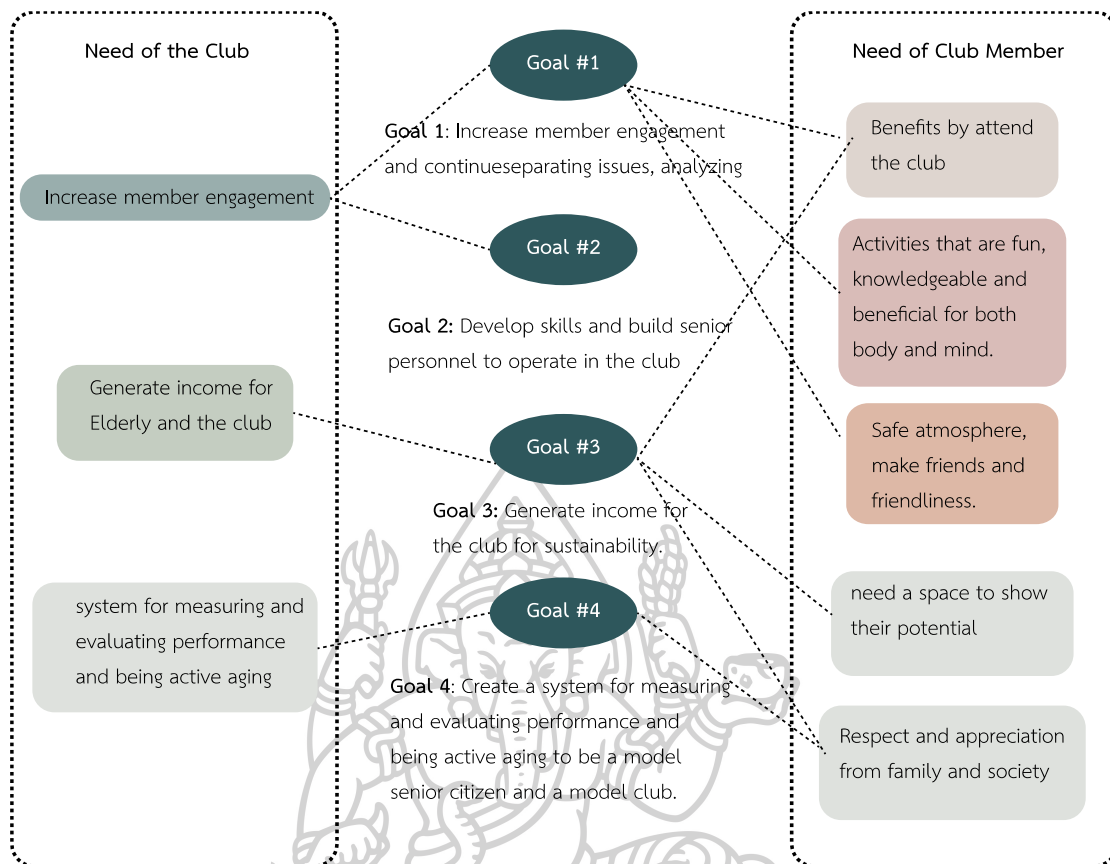 Need of the Club
Increase member engagement
Generate income for
Elderly and the club
system for measuring and
evaluating performance
and being active aging
Goal #1
Goal 1: Increase member engagement
and continueseparating issues, analyzing
Goal #2
Goal 2: Develop skills and build senior
personnel to operate in the club
Goal #3
Goal 3: Generate income for
the club for sustainability.
Goal #4
Goal 4: Create a system for measuring
and evaluating performance and
being active aging to be a model
senior citizen and a model club.
Need of Club Member
Benefits by attend
the club
Activities that are fun,
knowledgeable and
beneficial for both
body and mind.
Safe atmosphere,
make friends and
friendliness.
need a space to show
their potential
Respect and appreciation
from family and society